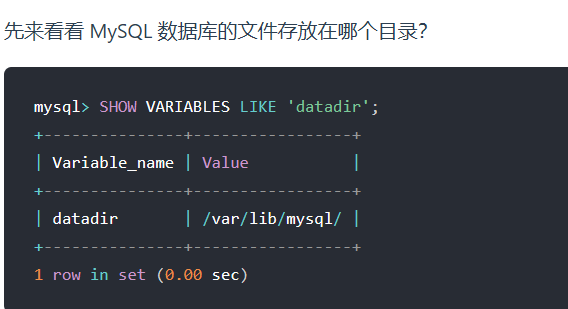 先来看看 MySQL 数据库的文件存放在哪个目录？
mysql> SHOW VARIABLES LIKE 'datadir';
+---------------+-----------------+
| Variable_name | Value           |
+---------------+-----------------+
| datadir       | /var/lib/mysql/ |
+---------------+-----------------+
1 row in set (0.00 sec)